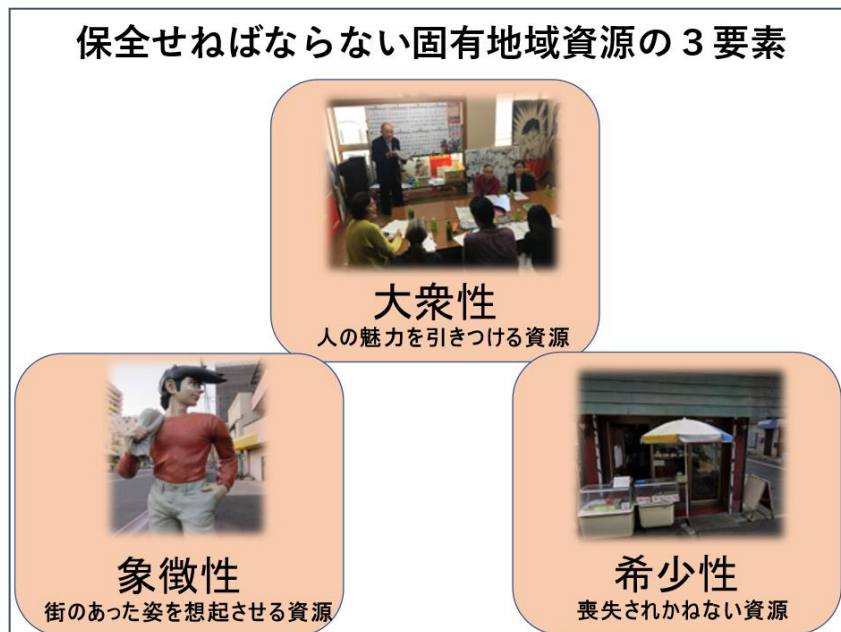 保全せねばならない固有地域資源の３要素
大衆性
人の魅力を引きつける資源
象徴性
街のあった姿を想起させる資源
希少性
喪失されかねない資源